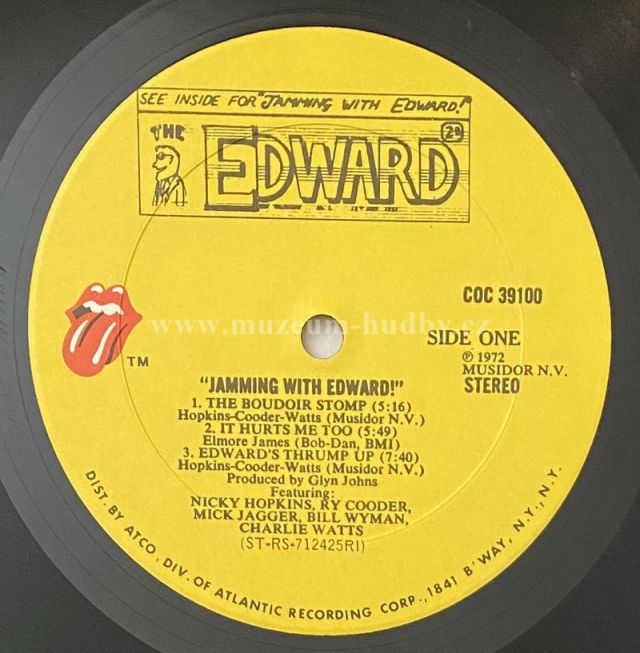 SEE INSIDE FOR "JAMMING WITH EDWARD!"
THE EDWARD
COC 39100
SIDE ONE
℗ 1972
MUSIDOR N.V.
STEREO
www.muzeum-hudby.cz
TM
"JAMMING WITH EDWARD!"
1. THE BOUDOIR STOMP (5:16)
Hopkins-Cooder-Watts (Musidor N.V.)
2. IT HURTS ME TOO (5:49)
Elmore James (Bob-Dan, BMI)
3. EDWARD'S THRUMP UP (7:40)
Hopkins-Cooder-Watts (Musidor N.V.)
Produced by Glyn Johns
Featuring:
NICKY HOPKINS, RY COODER,
MICK JAGGER, BILL WYMAN,
CHARLIE WATTS
(ST-RS-712425RI)
DIST. BY ATCO, DIV. OF ATLANTIC RECORDING CORP., 1841 B'WAY, N.Y., N.Y.